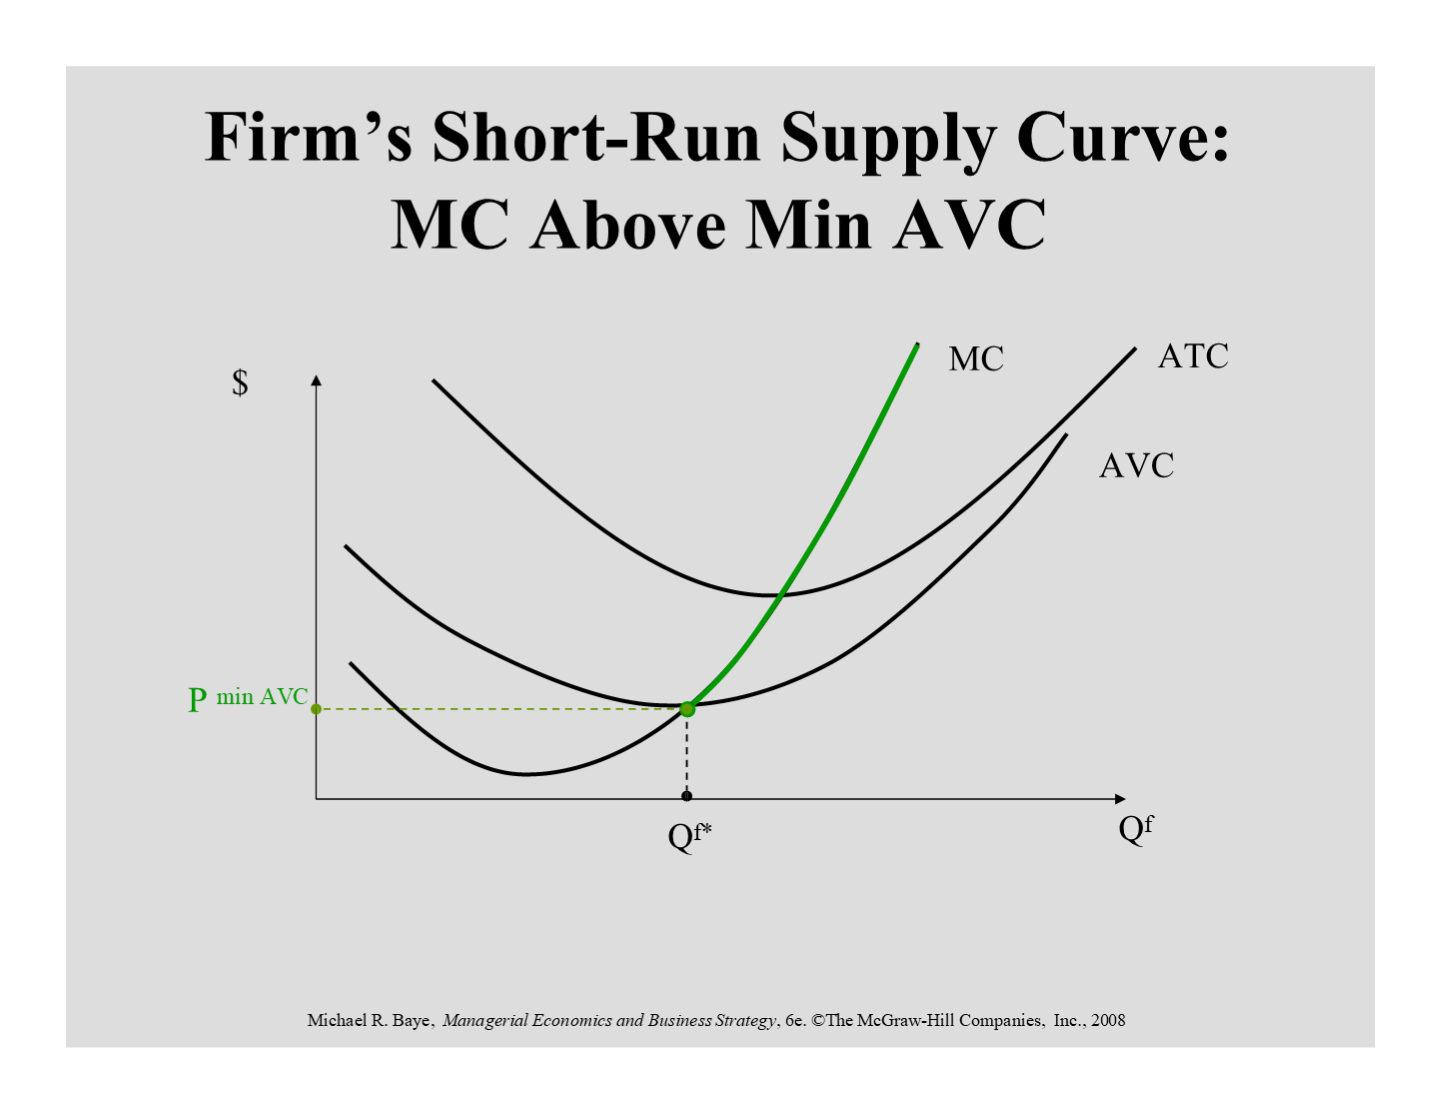 Firm’s Short-Run Supply Curve:
MC Above Min AVC
$
MC
ATC
AVC
P min AVC
Qf*
Qf
Michael R. Baye, Managerial Economics and Business Strategy, 6e. ©The McGraw-Hill Companies, Inc., 2008